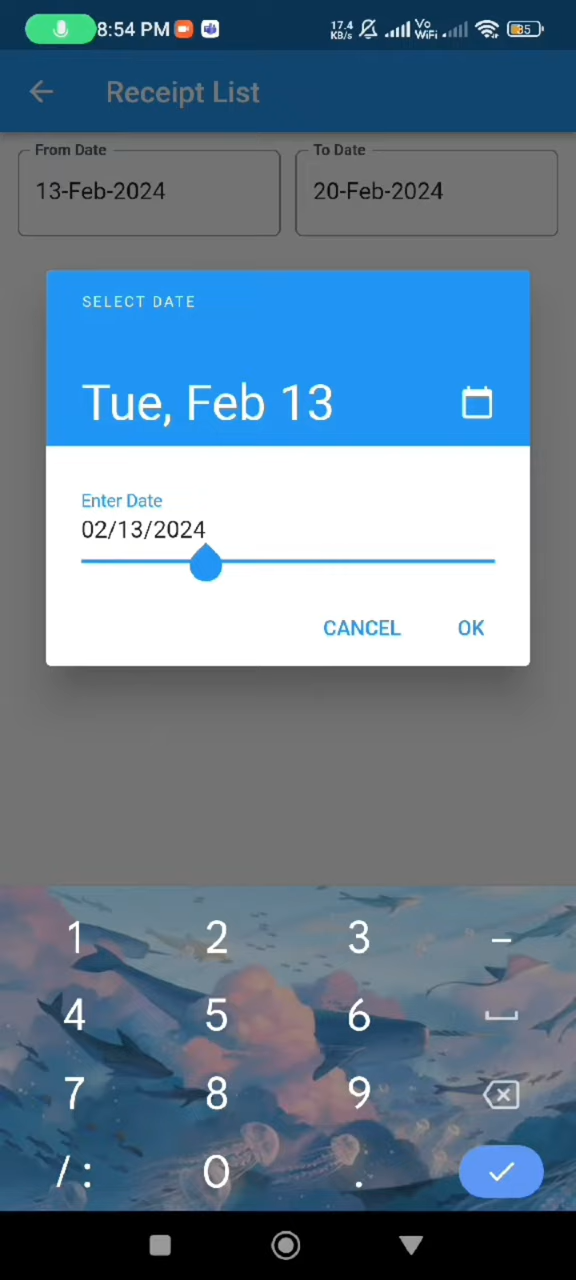 8:54 PM 17.4 KB/s Vo WiFi 85
Receipt List
From Date To Date
13-Feb-2024 20-Feb-2024
SELECT DATE
Tue, Feb 13
Enter Date
02/13/2024
CANCEL OK
1 2 3 –
4 5 6
7 8 9
/ : 0 .